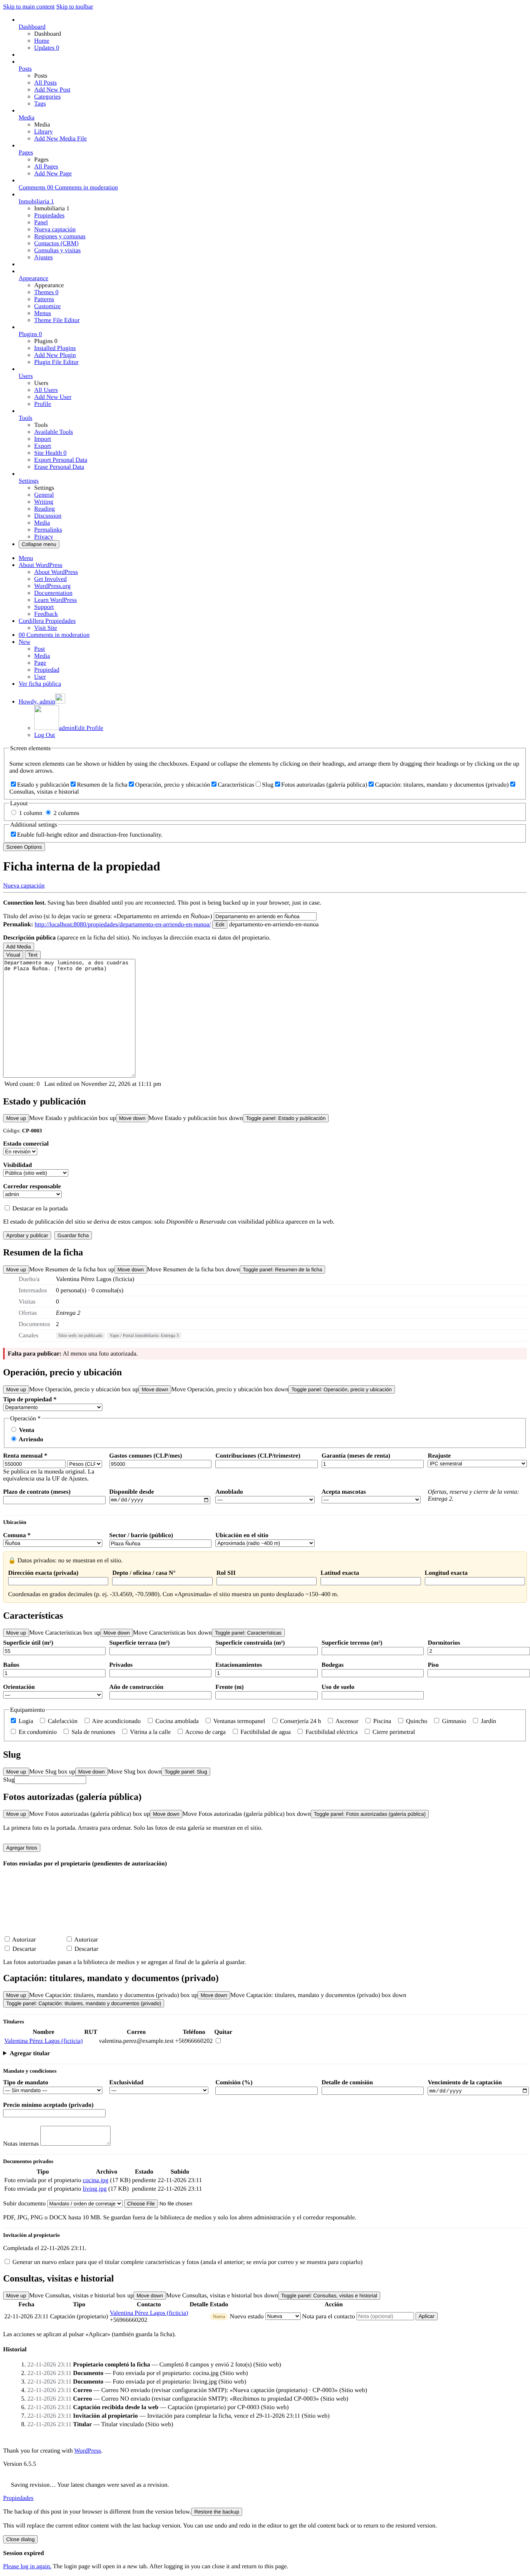 Skip to main content Skip to toolbar
Dashboard
Dashboard
Home
Updates 0
Posts
Posts
All Posts
Add New Post
Categories
Tags
Media
Media
Library
Add New Media File
Pages
Pages
All Pages
Add New Page
Comments 00 Comments in moderation
Inmobiliaria 1
Inmobiliaria 1
Propiedades
Panel
Nueva captación
Regiones y comunas
Contactos (CRM)
Consultas y visitas
Ajustes
Appearance
Appearance
Themes 0
Patterns
Customize
Menus
Theme File Editor
Plugins 0
Plugins 0
Installed Plugins
Add New Plugin
Plugin File Editor
Users
Users
All Users
Add New User
Profile
Tools
Tools
Available Tools
Import
Export
Site Health 0
Export Personal Data
Erase Personal Data
Settings
Settings
General
Writing
Reading
Discussion
Media
Permalinks
Privacy
Collapse menu
Menu
About WordPress
About WordPress
Get Involved
WordPress.org
Documentation
Learn WordPress
Support
Feedback
Cordillera Propiedades
Visit Site
00 Comments in moderation
New
Post
Media
Page
Propiedad
User
Ver ficha pública
Howdy, admin
adminEdit Profile
Log Out
Screen elements
Some screen elements can be shown or hidden by using the checkboxes. Expand or collapse the elements by clicking on their headings, and arrange them by dragging their headings or by clicking on the up and down arrows.
Estado y publicación Resumen de la ficha Operación, precio y ubicación Características Slug Fotos autorizadas (galería pública) Captación: titulares, mandato y documentos (privado)
Consultas, visitas e historial
Layout
1 column 2 columns
Additional settings
Enable full-height editor and distraction-free functionality.
Screen Options
Ficha interna de la propiedad
Nueva captación
Connection lost. Saving has been disabled until you are reconnected. This post is being backed up in your browser, just in case.
Título del aviso (si lo dejas vacío se genera: «Departamento en arriendo en Ñuñoa») Departamento en arriendo en Ñuñoa
Permalink: http://localhost:8080/propiedades/departamento-en-arriendo-en-nunoa/ Edit departamento-en-arriendo-en-nunoa
Descripción pública (aparece en la ficha del sitio). No incluyas la dirección exacta ni datos del propietario.
Add Media
Visual Text
Departamento muy luminoso, a dos cuadras
de Plaza Ñuñoa. (Texto de prueba)
Word count: 0 Last edited on November 22, 2026 at 11:11 pm
Estado y publicación
Move up Move Estado y publicación box up Move down Move Estado y publicación box down Toggle panel: Estado y publicación
Código: CP-0003
Estado comercial
En revisión
Visibilidad
Pública (sitio web)
Corredor responsable
admin
Destacar en la portada
El estado de publicación del sitio se deriva de estos campos: solo Disponible o Reservada con visibilidad pública aparecen en la web.
Aprobar y publicar Guardar ficha
Resumen de la ficha
Move up Move Resumen de la ficha box up Move down Move Resumen de la ficha box down Toggle panel: Resumen de la ficha
Dueño/a Valentina Pérez Lagos (ficticia)
Interesados 0 persona(s) · 0 consulta(s)
Visitas 0
Ofertas Entrega 2
Documentos 2
Canales Sitio web: no publicada Yapo / Portal Inmobiliario: Entrega 3
Falta para publicar: Al menos una foto autorizada.
Operación, precio y ubicación
Move up Move Operación, precio y ubicación box up Move down Move Operación, precio y ubicación box down Toggle panel: Operación, precio y ubicación
Tipo de propiedad *
Departamento
Operación *
Venta
Arriendo
Renta mensual * Gastos comunes (CLP/mes) Contribuciones (CLP/trimestre) Garantía (meses de renta) Reajuste
550000 Pesos (CLP) 95000 1 IPC semestral
Se publica en la moneda original. La
equivalencia usa la UF de Ajustes.
Plazo de contrato (meses) Disponible desde Amoblado Acepta mascotas Ofertas, reserva y cierre de la venta:
mm/dd/yyyy — — Entrega 2.
Ubicación
Comuna * Sector / barrio (público) Ubicación en el sitio
Ñuñoa Plaza Ñuñoa Aproximada (radio ~400 m)
🔒 Datos privados: no se muestran en el sitio.
Dirección exacta (privada) Depto / oficina / casa N° Rol SII Latitud exacta Longitud exacta
Coordenadas en grados decimales (p. ej. -33.4569, -70.5980). Con «Aproximada» el sitio muestra un punto desplazado ~150–400 m.
Características
Move up Move Características box up Move down Move Características box down Toggle panel: Características
Superficie útil (m²) Superficie terraza (m²) Superficie construida (m²) Superficie terreno (m²) Dormitorios
55 2
Baños Privados Estacionamientos Bodegas Piso
1 1
Orientación Año de construcción Frente (m) Uso de suelo
—
Equipamiento
Logia Calefacción Aire acondicionado Cocina amoblada Ventanas termopanel Conserjería 24 h Ascensor Piscina Quincho Gimnasio Jardín
En condominio Sala de reuniones Vitrina a la calle Acceso de carga Factibilidad de agua Factibilidad eléctrica Cierre perimetral
Slug
Move up Move Slug box up Move down Move Slug box down Toggle panel: Slug
Slug
Fotos autorizadas (galería pública)
Move up Move Fotos autorizadas (galería pública) box up Move down Move Fotos autorizadas (galería pública) box down Toggle panel: Fotos autorizadas (galería pública)
La primera foto es la portada. Arrastra para ordenar. Solo las fotos de esta galería se muestran en el sitio.
Agregar fotos
Fotos enviadas por el propietario (pendientes de autorización)
Autorizar Autorizar
Descartar Descartar
Las fotos autorizadas pasan a la biblioteca de medios y se agregan al final de la galería al guardar.
Captación: titulares, mandato y documentos (privado)
Move up Move Captación: titulares, mandato y documentos (privado) box up Move down Move Captación: titulares, mandato y documentos (privado) box down
Toggle panel: Captación: titulares, mandato y documentos (privado)
Titulares
Nombre RUT Correo Teléfono Quitar
Valentina Pérez Lagos (ficticia) valentina.perez@example.test +56966660202
Agregar titular
Mandato y condiciones
Tipo de mandato Exclusividad Comisión (%) Detalle de comisión Vencimiento de la captación
— Sin mandato — — mm/dd/yyyy
Precio mínimo aceptado (privado)
Notas internas
Documentos privados
Tipo Archivo Estado Subido
Foto enviada por el propietario cocina.jpg (17 KB) pendiente 22-11-2026 23:11
Foto enviada por el propietario living.jpg (17 KB) pendiente 22-11-2026 23:11
Subir documento Mandato / orden de corretaje Choose File No file chosen
PDF, JPG, PNG o DOCX hasta 10 MB. Se guardan fuera de la biblioteca de medios y solo los abren administración y el corredor responsable.
Invitación al propietario
Completada el 22-11-2026 23:11.
Generar un nuevo enlace para que el titular complete características y fotos (anula el anterior; se envía por correo y se muestra para copiarlo)
Consultas, visitas e historial
Move up Move Consultas, visitas e historial box up Move down Move Consultas, visitas e historial box down Toggle panel: Consultas, visitas e historial
Fecha Tipo Contacto Detalle Estado Acción
22-11-2026 23:11 Captación (propietario) Valentina Pérez Lagos (ficticia) Nueva Nuevo estado Nueva Nota para el contacto Nota (opcional) Aplicar
+56966660202
Las acciones se aplican al pulsar «Aplicar» (también guarda la ficha).
Historial
1. 22-11-2026 23:11 Propietario completó la ficha — Completó 8 campos y envió 2 foto(s) (Sitio web)
2. 22-11-2026 23:11 Documento — Foto enviada por el propietario: cocina.jpg (Sitio web)
3. 22-11-2026 23:11 Documento — Foto enviada por el propietario: living.jpg (Sitio web)
4. 22-11-2026 23:11 Correo — Correo NO enviado (revisar configuración SMTP): «Nueva captación (propietario) · CP-0003» (Sitio web)
5. 22-11-2026 23:11 Correo — Correo NO enviado (revisar configuración SMTP): «Recibimos tu propiedad CP-0003» (Sitio web)
6. 22-11-2026 23:11 Captación recibida desde la web — Captación (propietario) por CP-0003 (Sitio web)
7. 22-11-2026 23:11 Invitación al propietario — Invitación para completar la ficha, vence el 29-11-2026 23:11 (Sitio web)
8. 22-11-2026 23:11 Titular — Titular vinculado (Sitio web)
Thank you for creating with WordPress.
Version 6.5.5
Saving revision… Your latest changes were saved as a revision.
Propiedades
The backup of this post in your browser is different from the version below. Restore the backup
This will replace the current editor content with the last backup version. You can use undo and redo in the editor to get the old content back or to return to the restored version.
Close dialog
Session expired
Please log in again. The login page will open in a new tab. After logging in you can close it and return to this page.